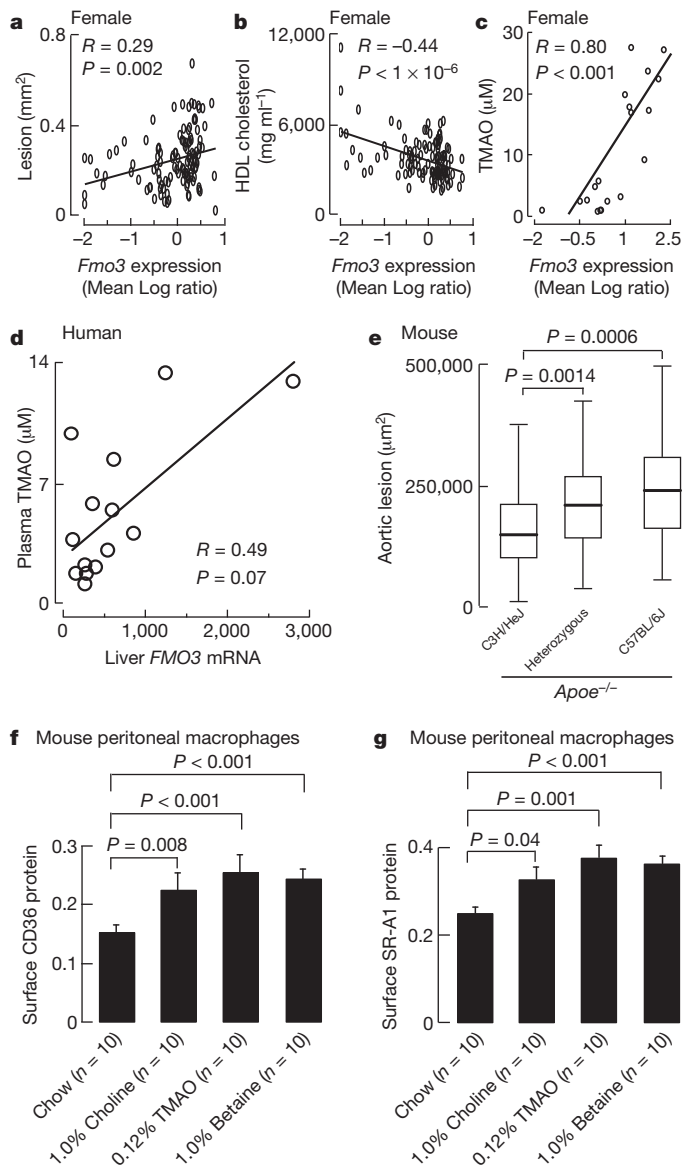 a Female
R = 0.29
P = 0.002
Lesion (mm²)
0.8
0.4
0
−2 −1 0 1
Fmo3 expression
(Mean Log ratio)
b Female
R = −0.44
P < 1 × 10⁻⁶
HDL cholesterol
(mg ml⁻¹)
12,000
6,000
0
−2 −1 0 1
Fmo3 expression
(Mean Log ratio)
c Female
R = 0.80
P < 0.001
TMAO (μM)
30
20
10
0
−2 −0.5 1 2.5
Fmo3 expression
(Mean Log ratio)
d Human
Plasma TMAO (μM)
14
7
0
R = 0.49
P = 0.07
0 1,000 2,000 3,000
Liver FMO3 mRNA
e Mouse
P = 0.0006
P = 0.0014
Aortic lesion (μm²)
500,000
250,000
0
C3H/HeJ
Heterozygous
C57BL/6J
Apoe⁻/⁻
f Mouse peritoneal macrophages
P < 0.001
P < 0.001
P = 0.008
Surface CD36 protein
0.3
0.2
0.1
0
Chow (n = 10)
1.0% Choline (n = 10)
0.12% TMAO (n = 10)
1.0% Betaine (n = 10)
g Mouse peritoneal macrophages
P < 0.001
P = 0.001
P = 0.04
Surface SR-A1 protein
0.4
0.2
0
Chow (n = 10)
1.0% Choline (n = 10)
0.12% TMAO (n = 10)
1.0% Betaine (n = 10)